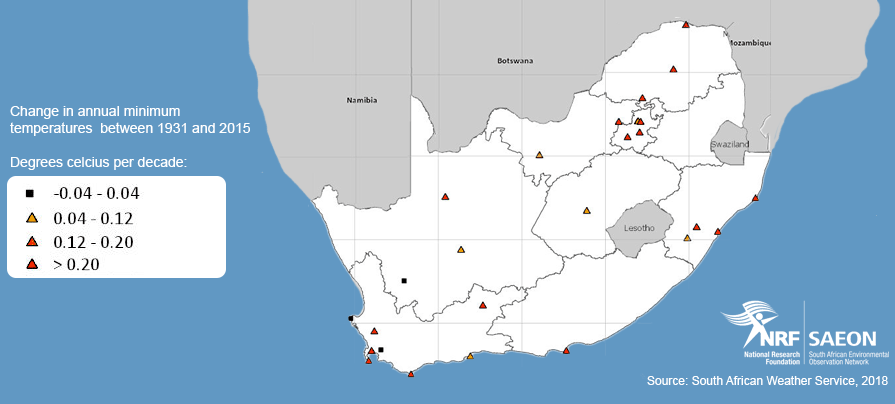 Mozambique
Botswana
Namibia
Change in annual minimum
temperatures between 1931 and 2015
Swaziland
Degrees celcius per decade:
-0.04 - 0.04
0.04 - 0.12
0.12 - 0.20
> 0.20
Lesotho
NRF SAEON
National Research
Foundation
South African Environmental
Observation Network
Source: South African Weather Service, 2018